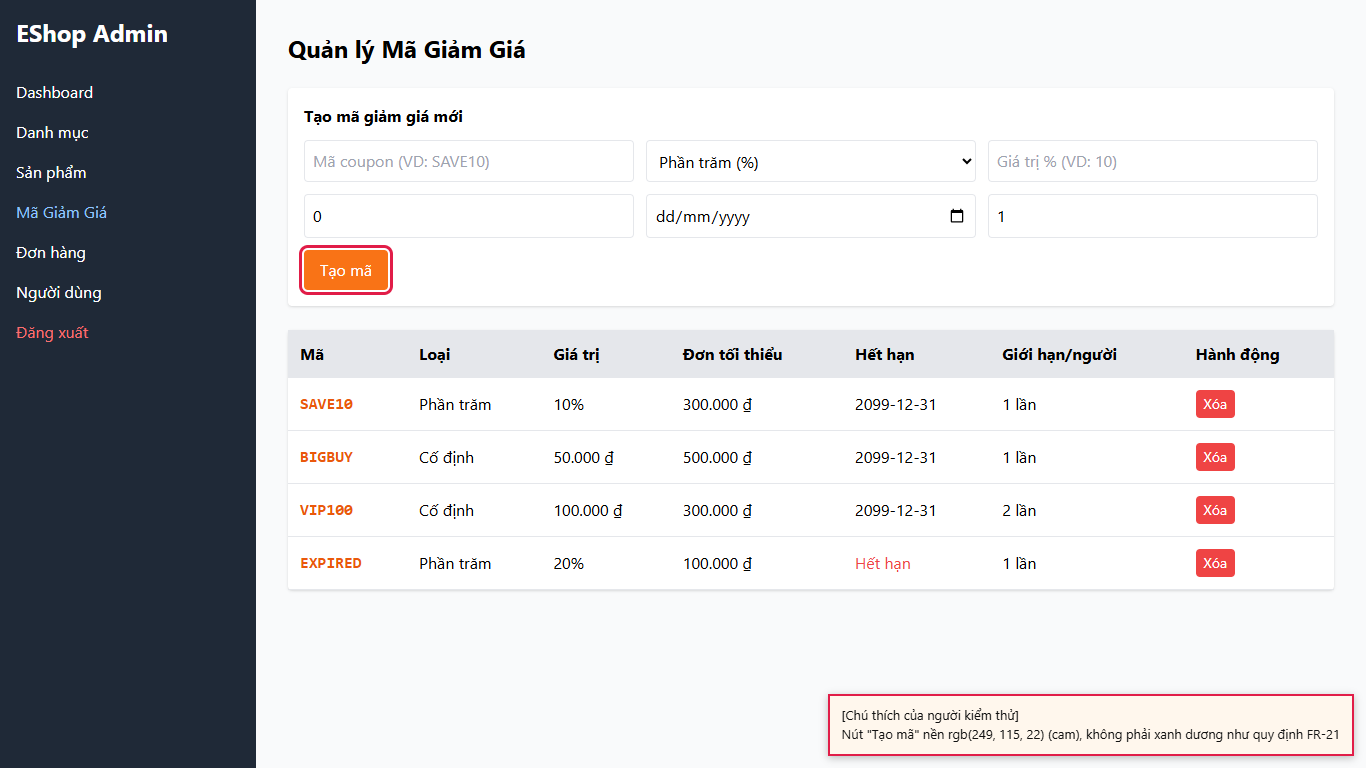 EShop Admin
Dashboard
Danh mục
Sản phẩm
Mã Giảm Giá
Đơn hàng
Người dùng
Đăng xuất
Quản lý Mã Giảm Giá
Tạo mã giảm giá mới
Mã coupon (VD: SAVE10) Phần trăm (%) Giá trị % (VD: 10)
0 dd/mm/yyyy 1
Tạo mã
Mã Loại Giá trị Đơn tối thiểu Hết hạn Giới hạn/người Hành động
SAVE10 Phần trăm 10% 300.000 ₫ 2099-12-31 1 lần Xóa
BIGBUY Cố định 50.000 ₫ 500.000 ₫ 2099-12-31 1 lần Xóa
VIP100 Cố định 100.000 ₫ 300.000 ₫ 2099-12-31 2 lần Xóa
EXPIRED Phần trăm 20% 100.000 ₫ Hết hạn 1 lần Xóa
[Chú thích của người kiểm thử]
Nút "Tạo mã" nền rgb(249, 115, 22) (cam), không phải xanh dương như quy định FR-21